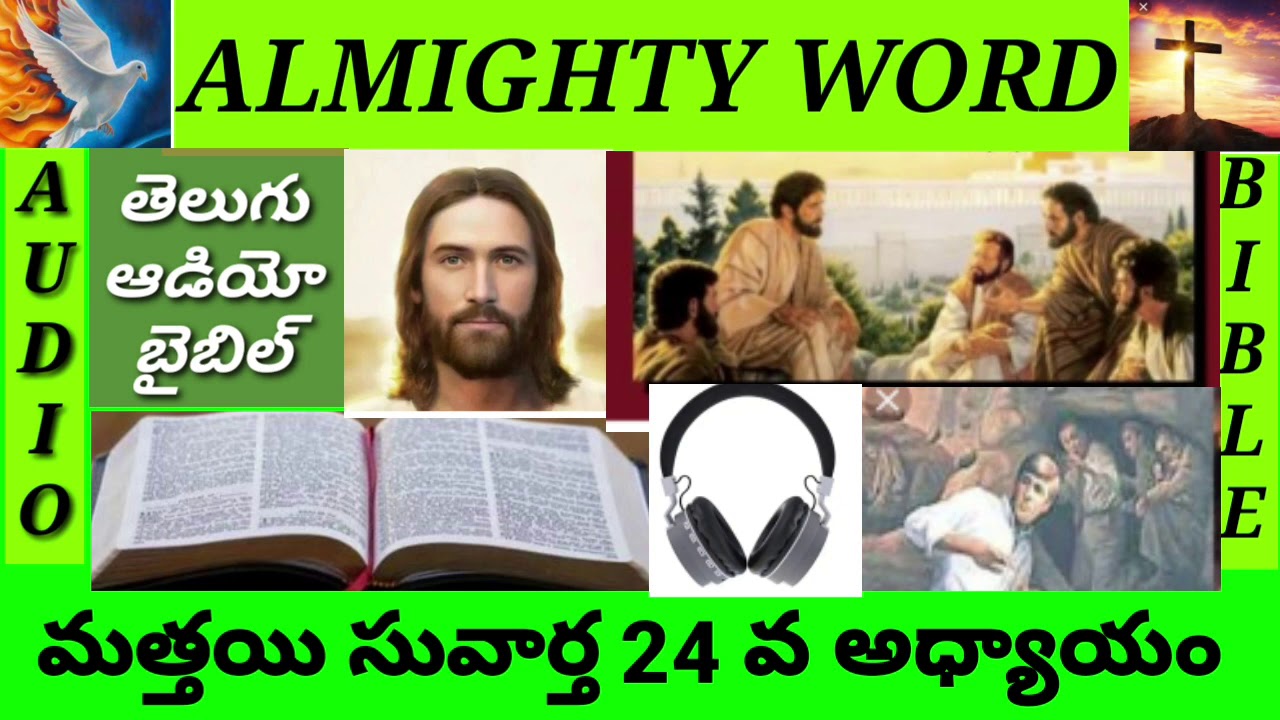 ALMIGHTY WORD
AUDIO
తెలుగు
ఆడియో
బైబిల్
BIBLE
మత్తయి సువార్త 24 వ అధ్యాయం